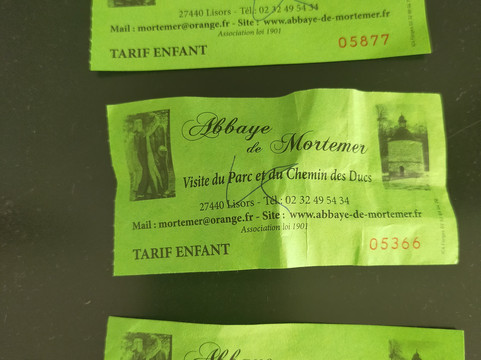 27440 Lisors - Tél: 02 32 49 54 34
Mail : mortemer@orange.fr - Site : www.abbaye-de-mortemer.fr
Association loi 1901
05877
TARIF ENFANT
Abbaye
de Mortemer
Visite du Parc et du Chemin des Ducs
27440 Lisors - Tél : 02 32 49 54 34
Mail : mortemer@orange.fr - Site : www.abbaye-de-mortemer.fr
Association loi 1901
TARIF ENFANT
05366
Abbaye